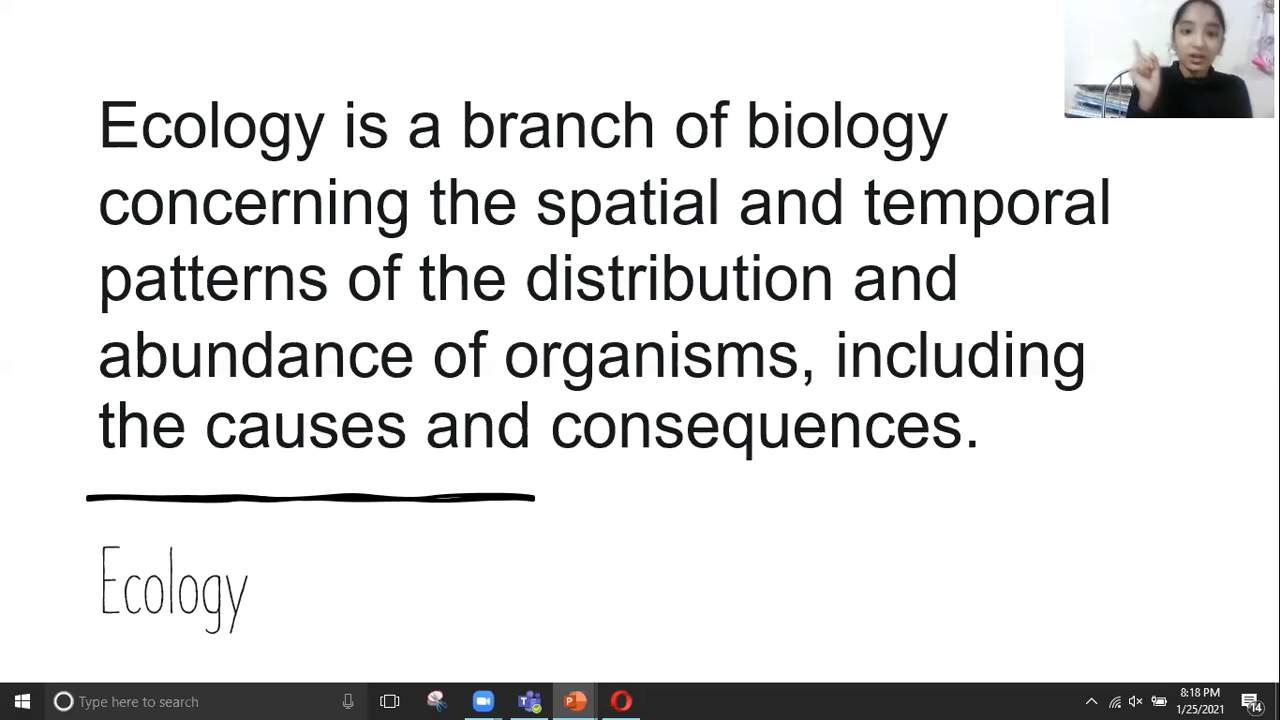 Ecology is a branch of biology
concerning the spatial and temporal
patterns of the distribution and
abundance of organisms, including
the causes and consequences.
Ecology
Type here to search
8:18 PM
1/25/2021
14